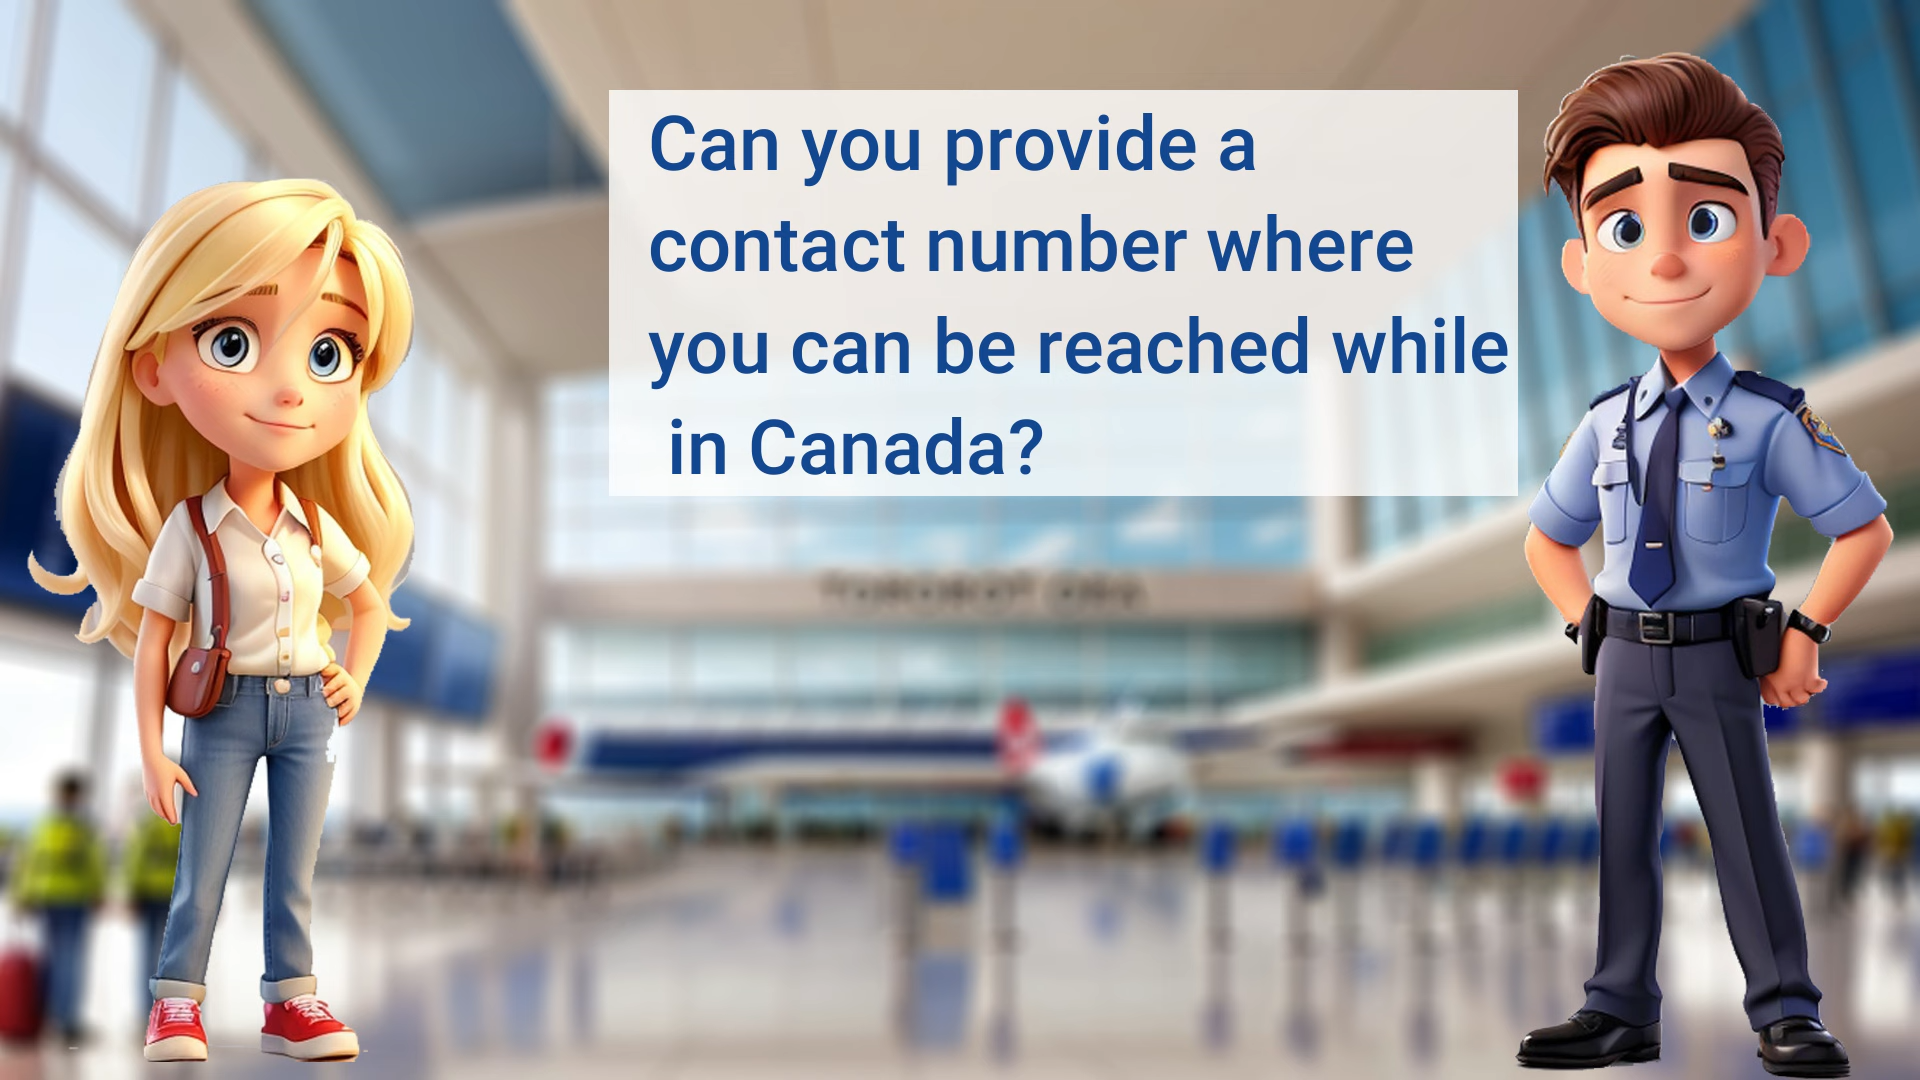 Can you provide a
contact number where
you can be reached while
in Canada?